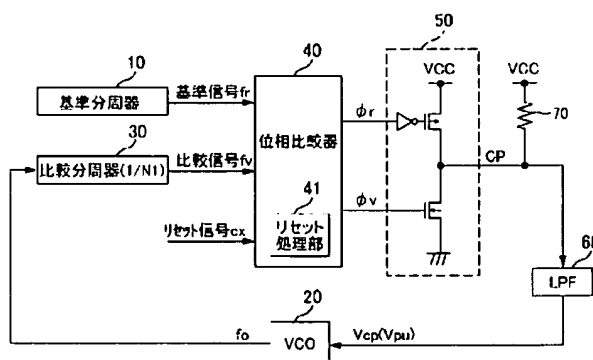 50
10
40
VCC
VCC
基準分周器
基準信号fr
φr
70
30
位相比較器
比較分周器(1/N1)
比較信号fv
CP
41
φv
リセット信号cx
リセット
処理部
LPF
20
fo
VCO
Vcp(Vpu)